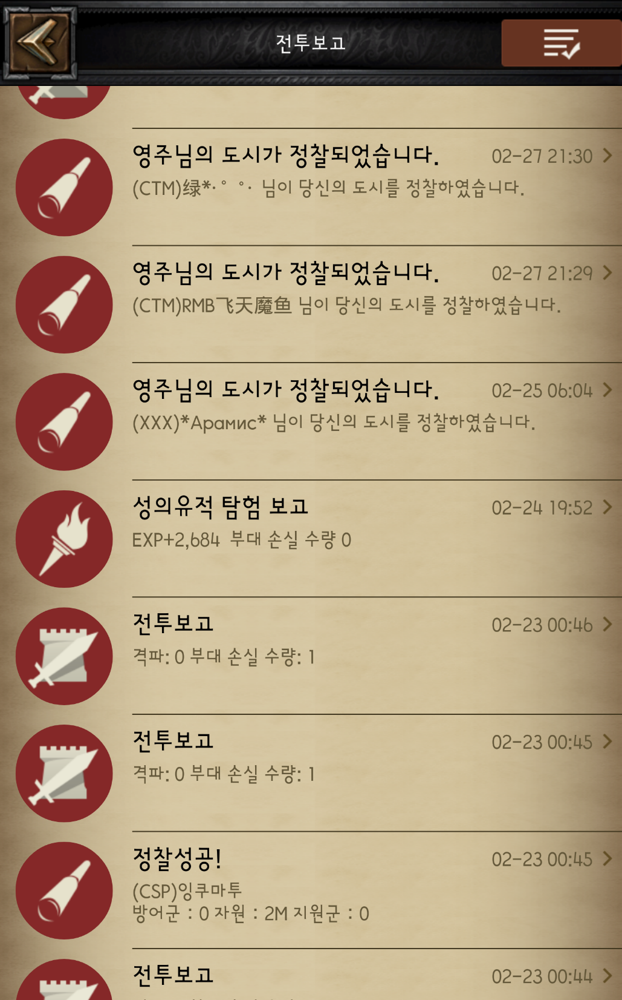 전투보고
영주님의 도시가 정찰되었습니다. 02-27 21:30
(CTM)绿*·˚ ˚·· 님이 당신의 도시를 정찰하였습니다.
영주님의 도시가 정찰되었습니다. 02-27 21:29
(CTM)RMB飞天魔鱼 님이 당신의 도시를 정찰하였습니다.
영주님의 도시가 정찰되었습니다. 02-25 06:04
(XXX)*Арамис* 님이 당신의 도시를 정찰하였습니다.
성의유적 탐험 보고 02-24 19:52
EXP+2,684 부대 손실 수량 0
전투보고 02-23 00:46
격파: 0 부대 손실 수량: 1
전투보고 02-23 00:45
격파: 0 부대 손실 수량: 1
정찰성공! 02-23 00:45
(CSP)잉쿠마투
방어군 : 0 자원 : 2M 지원군 : 0
전투보고 02-23 00:44